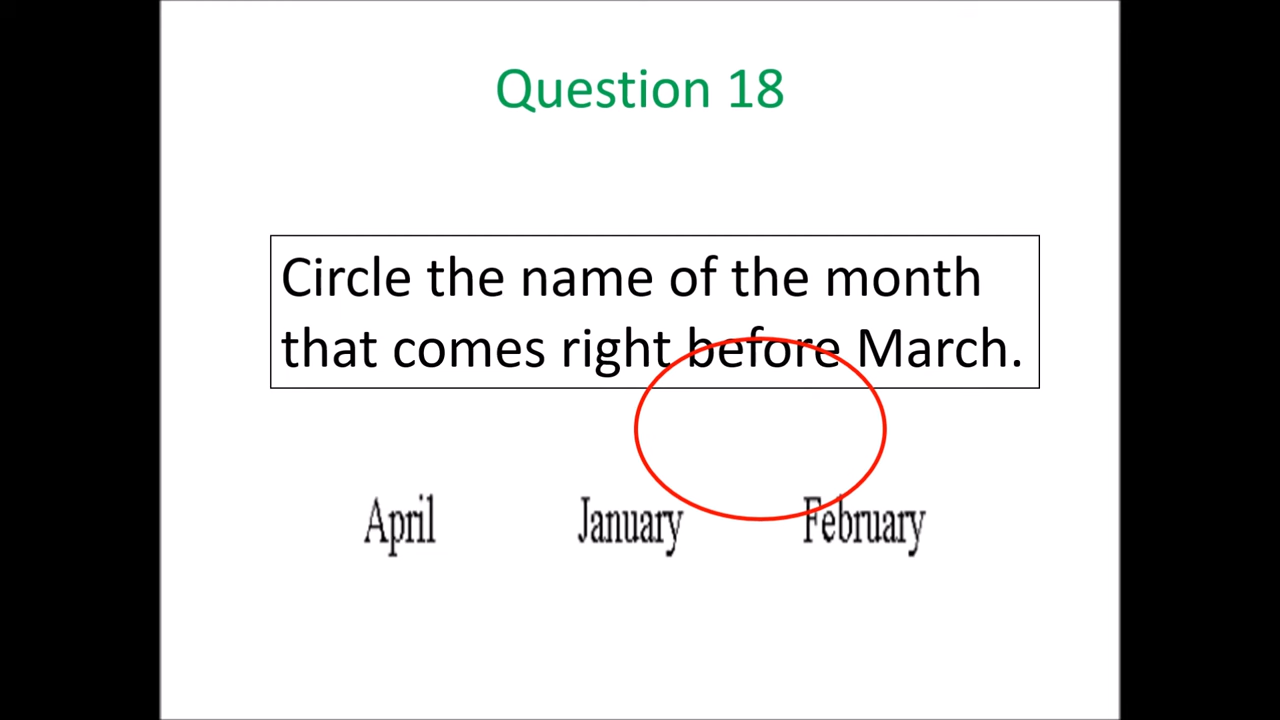 Question 18
Circle the name of the month
that comes right before March.
April January February